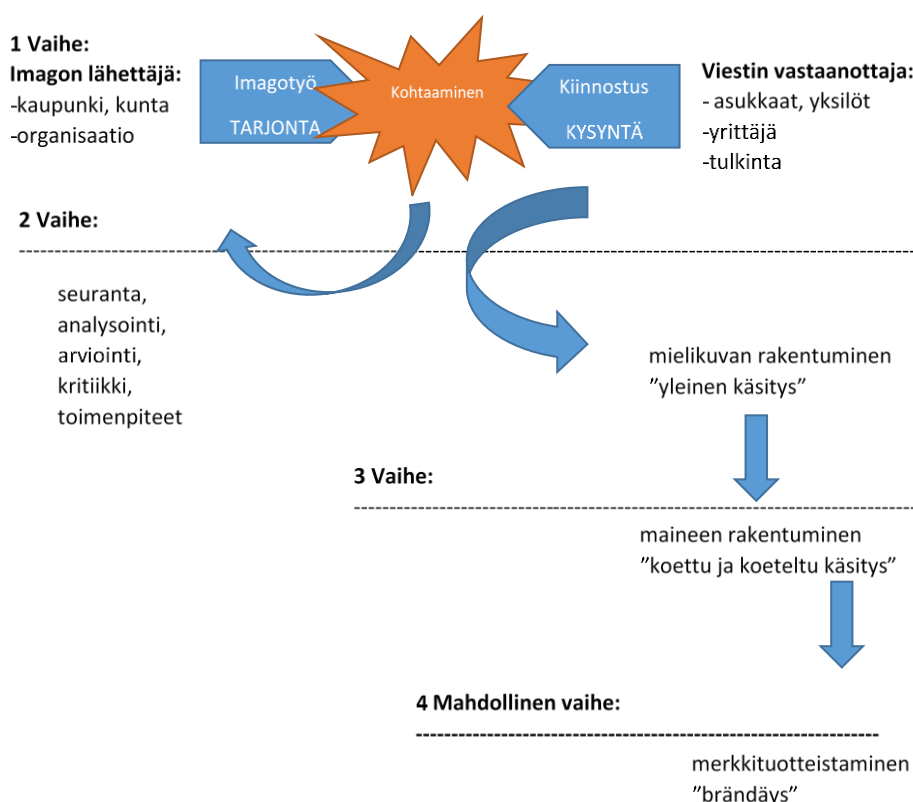 1 Vaihe:
Imagon lähettäjä:
-kaupunki, kunta
-organisaatio
Imagotyö
TARJONTA
Kohtaaminen
Kiinnostus
KYSYNTÄ
Viestin vastaanottaja:
- asukkaat, yksilöt
-yrittäjä
-tulkinta
2 Vaihe:
seuranta,
analysointi,
arviointi,
kritiikki,
toimenpiteet
mielikuvan rakentuminen
”yleinen käsitys”
3 Vaihe:
maineen rakentuminen
”koettu ja koeteltu käsitys”
4 Mahdollinen vaihe:
merkkituotteistaminen
”brändäys”